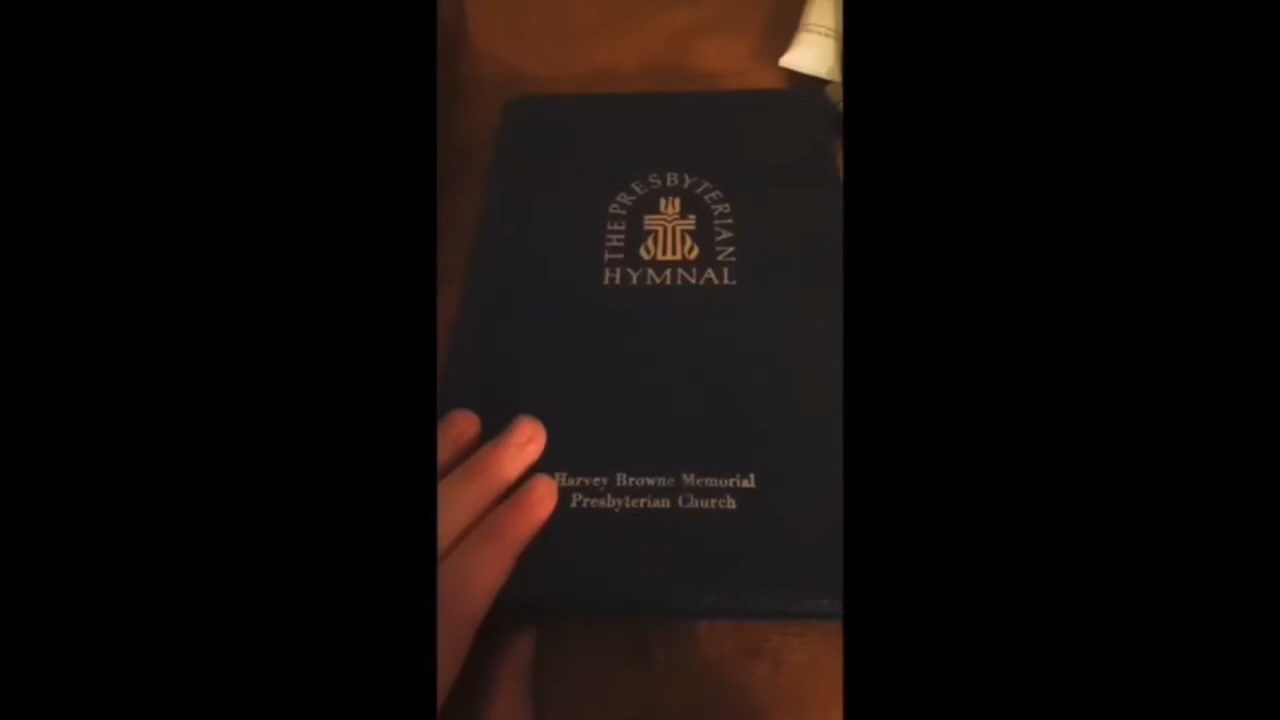 THE PRESBYTERIAN
HYMNAL
Harvey Browne Memorial
Presbyterian Church